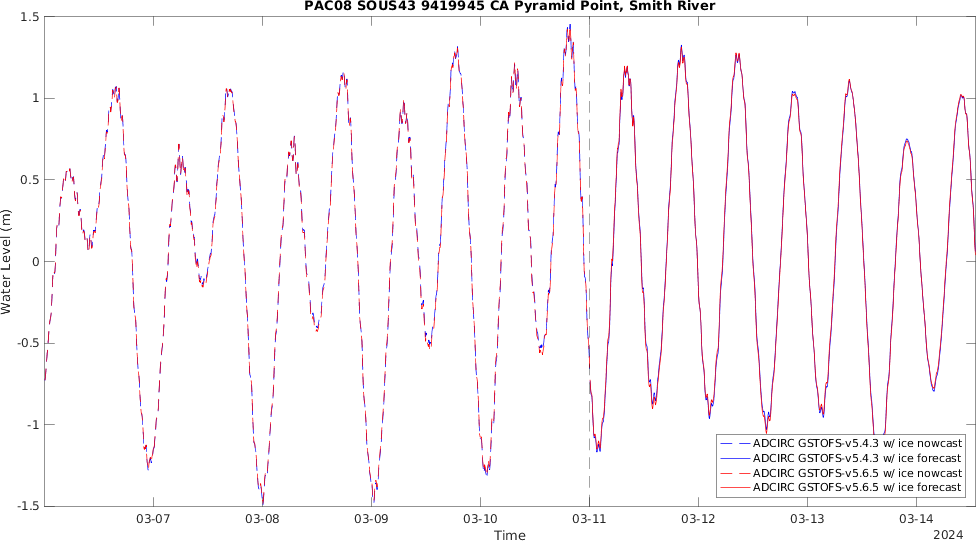 PAC08 SOUS43 9419945 CA Pyramid Point, Smith River
1.5
1
0.5
0
-0.5
-1
-1.5
Water Level (m)
ADCIRC GSTOFS-v5.4.3 w/ ice nowcast
ADCIRC GSTOFS-v5.4.3 w/ ice forecast
ADCIRC GSTOFS-v5.6.5 w/ ice nowcast
ADCIRC GSTOFS-v5.6.5 w/ ice forecast
03-07 03-08 03-09 03-10 03-11 03-12 03-13 03-14
Time
2024